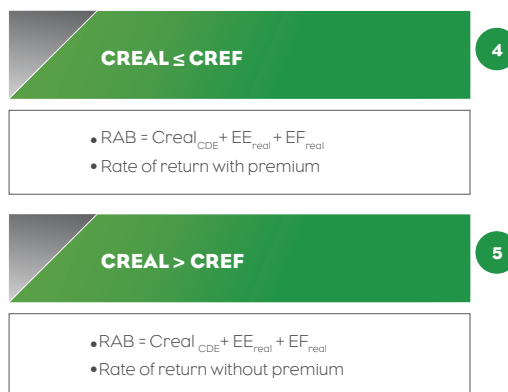 CREAL ≤ CREF
4
• RAB = Creal CDE + EE real + EF real
• Rate of return with premium
CREAL > CREF
5
• RAB = Creal CDE + EE real + EF real
• Rate of return without premium